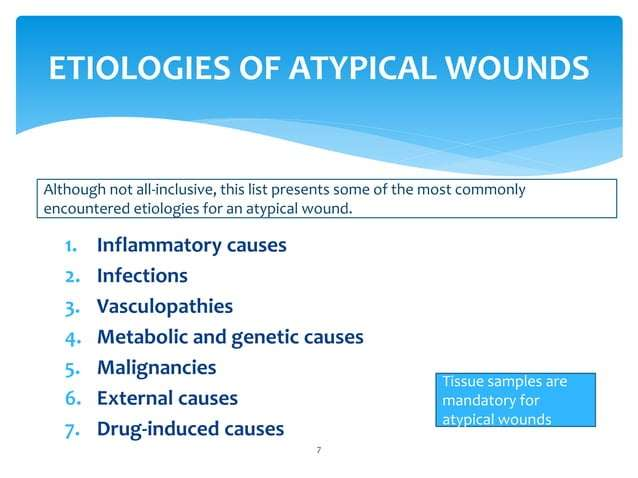 ETIOLOGIES OF ATYPICAL WOUNDS
Although not all-inclusive, this list presents some of the most commonly
encountered etiologies for an atypical wound.
1. Inflammatory causes
2. Infections
3. Vasculopathies
4. Metabolic and genetic causes
5. Malignancies
6. External causes
7. Drug-induced causes
Tissue samples are
mandatory for
atypical wounds
7